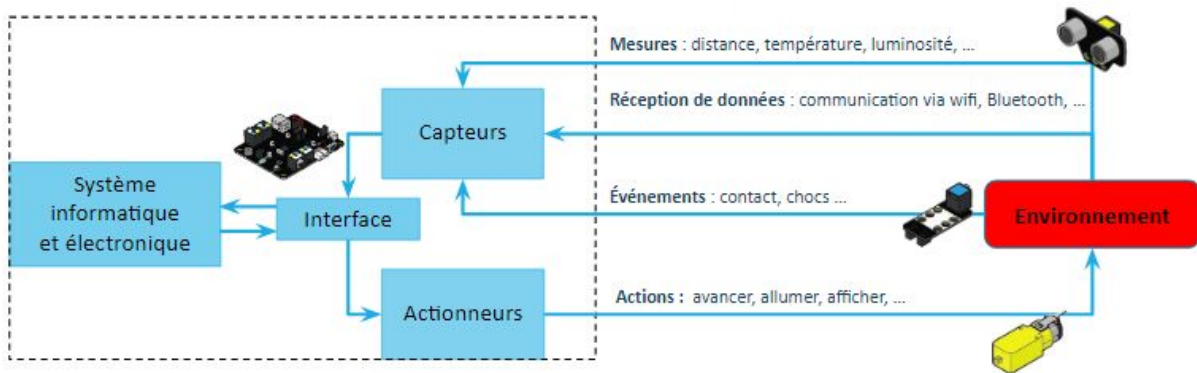 Mesures : distance, température, luminosité, ...
Réception de données : communication via wifi, Bluetooth, ...
Capteurs
Système
informatique
et électronique
Interface
Événements : contact, chocs ...
Environnement
Actionneurs
Actions : avancer, allumer, afficher, ...